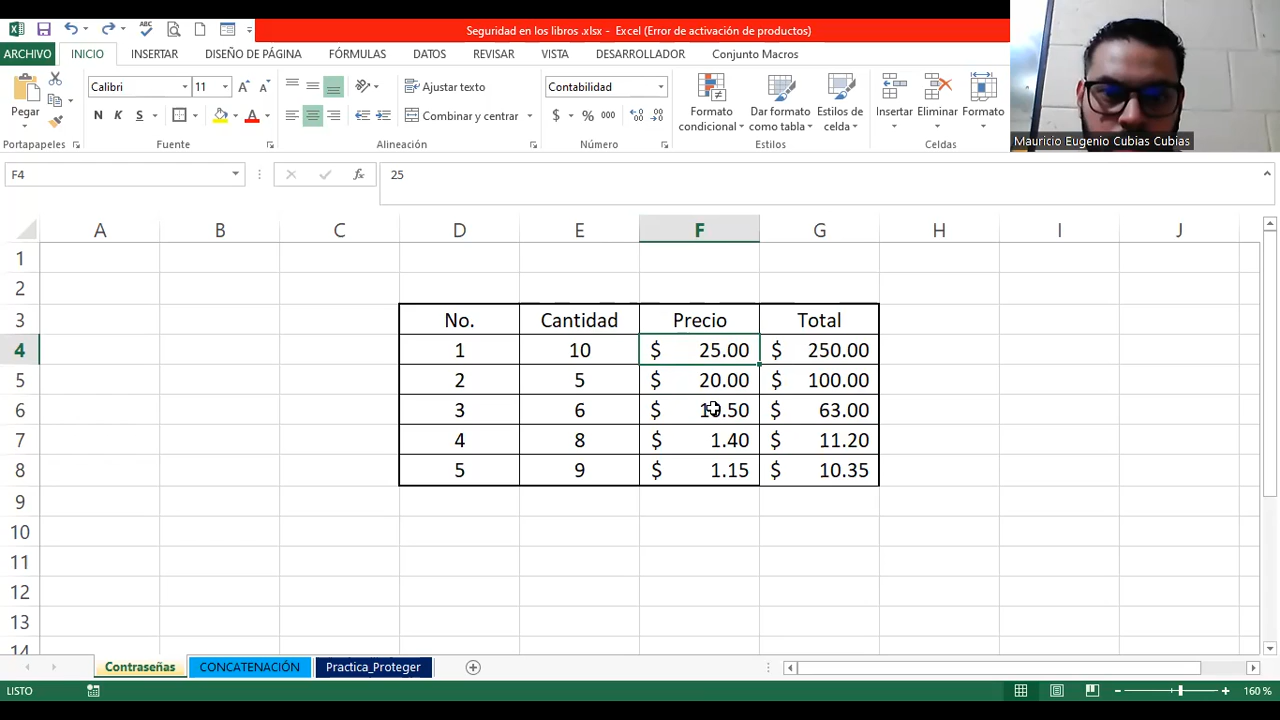 Seguridad en los libros .xlsx - Excel (Error de activación de productos)
ARCHIVO INICIO INSERTAR DISEÑO DE PÁGINA FÓRMULAS DATOS REVISAR VISTA DESARROLLADOR Conjunto Macros
Pegar
Calibri 11
N K S
Ajustar texto
Combinar y centrar
Contabilidad
$ % 000
Formato condicional
Dar formato como tabla
Estilos de celda
Insertar
Eliminar
Formato
Portapapeles Fuente Alineación Número Estilos Celdas
Mauricio Eugenio Cubias Cubias
F4 fx 25
A B C D E F G H I J
1
2
3 No. Cantidad Precio Total
4 1 10 $ 25.00 $ 250.00
5 2 5 $ 20.00 $ 100.00
6 3 6 $ 1.50 $ 63.00
7 4 8 $ 1.40 $ 11.20
8 5 9 $ 1.15 $ 10.35
9
10
11
12
13
14
Contraseñas CONCATENACIÓN Practica_Proteger
LISTO 160 %